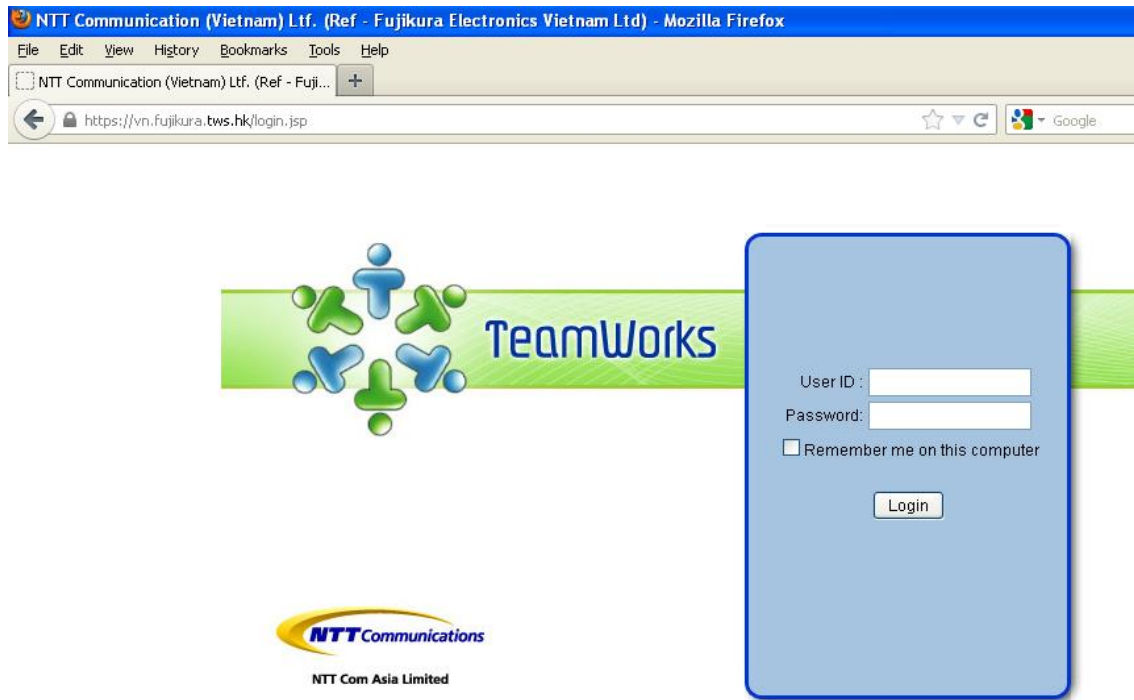 NTT Communication (Vietnam) Ltf. (Ref - Fujikura Electronics Vietnam Ltd) - Mozilla Firefox
File Edit View History Bookmarks Tools Help
NTT Communication (Vietnam) Ltf. (Ref - Fuji... +
https://vn.fujikura.tws.hk/login.jsp
Google
TeamWorks
User ID :
Password:
Remember me on this computer
Login
NTT Communications
NTT Com Asia Limited